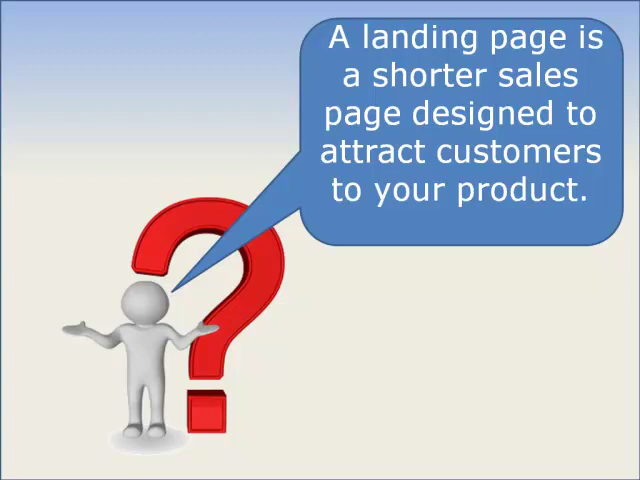 A landing page is
a shorter sales
page designed to
attract customers
to your product.